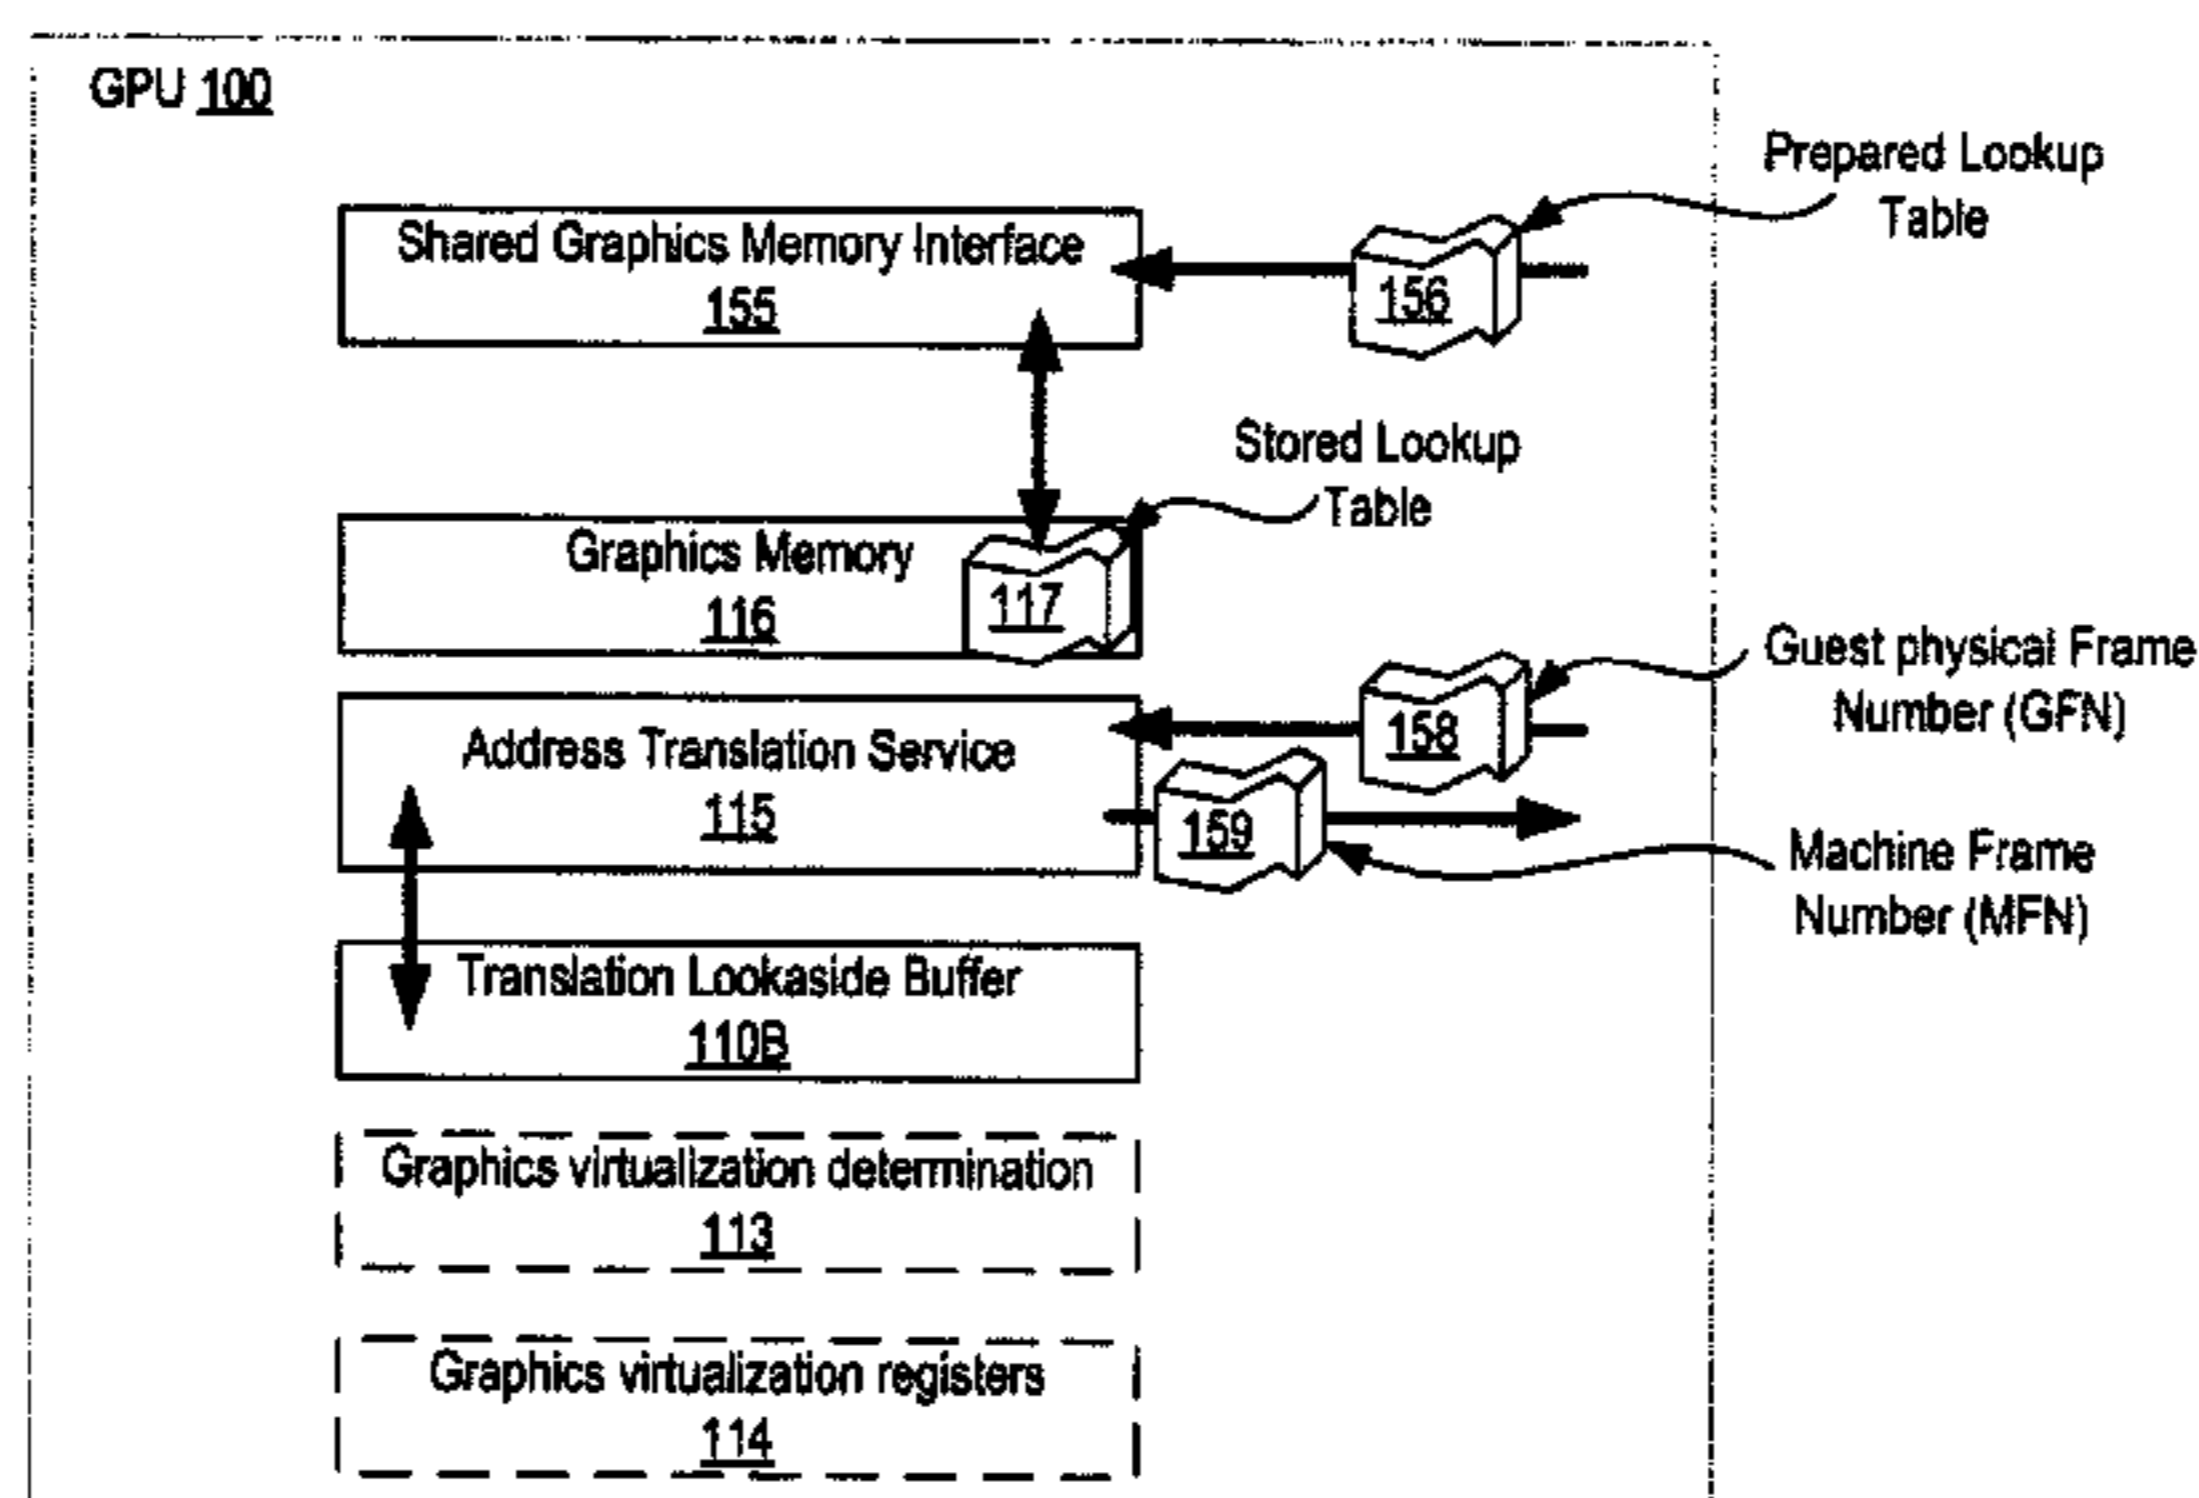 GPU 100
Prepared Lookup
Table
Shared Graphics Memory Interface
155
156
Stored Lookup
Table
Graphics Memory
116
117
Guest physical Frame
Number (GFN)
158
Address Translation Service
115
159
Machine Frame
Number (MFN)
Translation Lookaside Buffer
110B
Graphics virtualization determination
113
Graphics virtualization registers
114